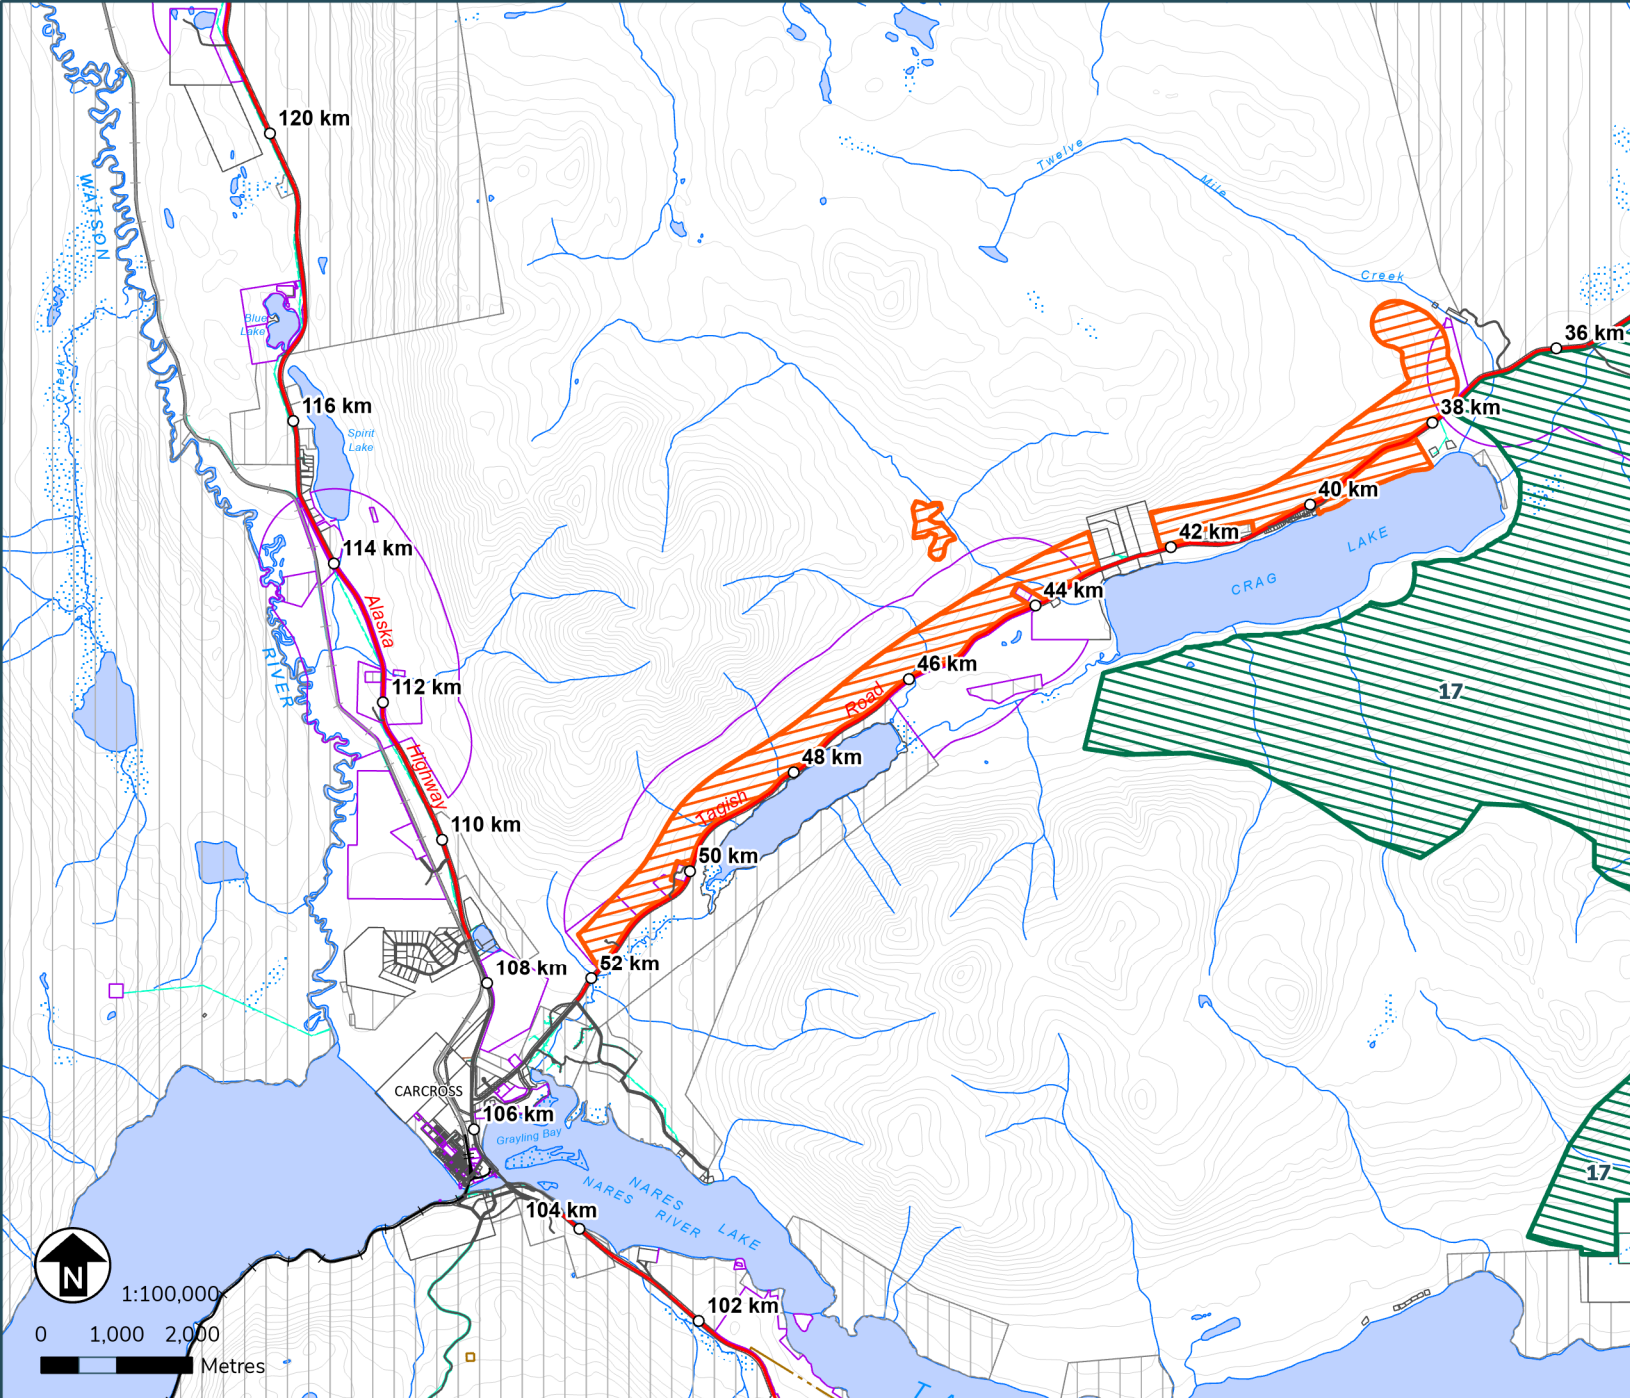 120 km
Twelve
Mile
WATSON
Creek
Blue
Lake
36 km
Creek
116 km
38 km
Spirit
Lake
40 km
42 km
LAKE
114 km
CRAG
44 km
Alaska
RIVER
46 km
112 km
Road
17
Highway
48 km
Tagish
110 km
50 km
108 km
52 km
CARCROSS
106 km
Grayling Bay
17
NARES
NARES
104 km
RIVER
LAKE
N
1:100,000
102 km
0 1,000 2,000
Metres
TA